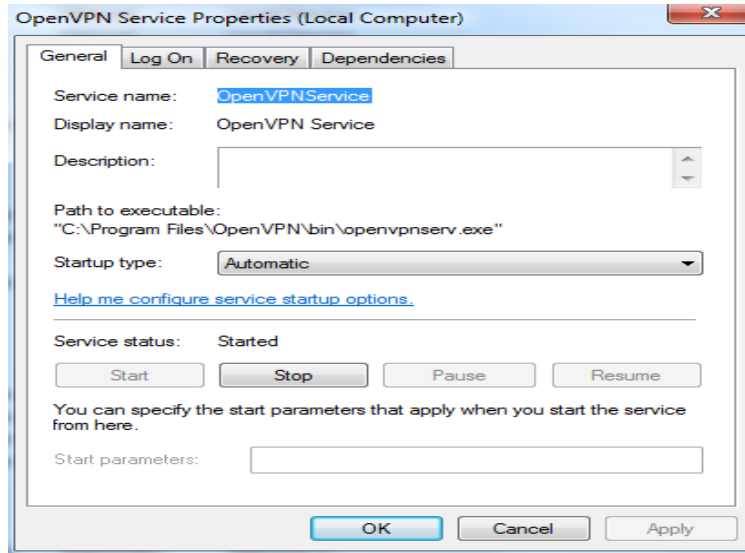 OpenVPN Service Properties (Local Computer)
General Log On Recovery Dependencies
Service name: OpenVPNService
Display name: OpenVPN Service
Description:
Path to executable:
"C:\Program Files\OpenVPN\bin\openvpnserv.exe"
Startup type: Automatic
Help me configure service startup options.
Service status: Started
Start Stop Pause Resume
You can specify the start parameters that apply when you start the service
from here.
Start parameters:
OK Cancel Apply